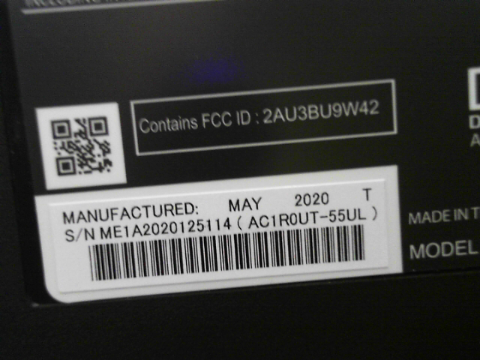 Contains FCC ID : 2AU3BU9W42
D
A
MANUFACTURED: MAY 2020 T
S/N ME1A2020125114 ( AC1R0UT-55UL )
MADE IN T
MODEL